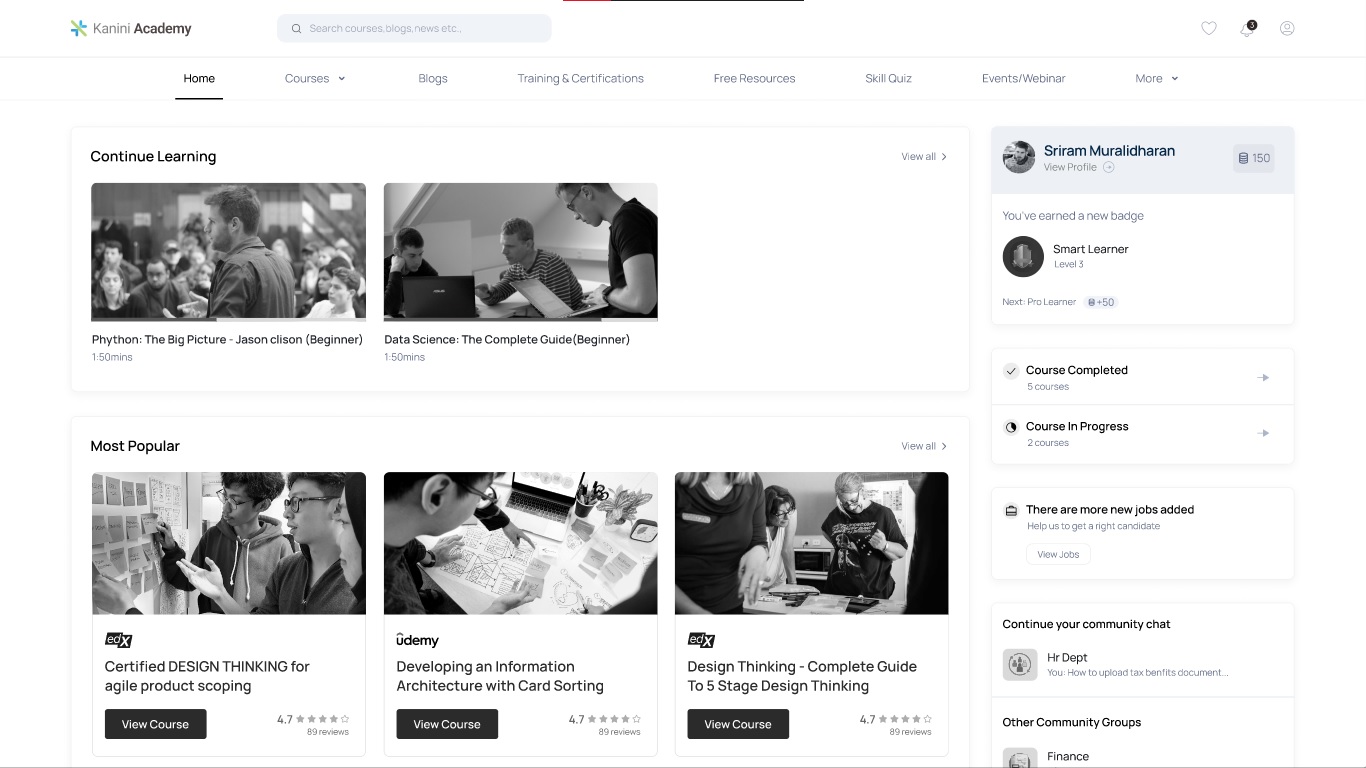 Kanini Academy
Search courses,blogs,news etc..
3
Home
Courses
Blogs
Training & Certifications
Free Resources
Skill Quiz
Events/Webinar
More
Continue Learning
View all
Phython: The Big Picture - Jason clison (Beginner)
1:50mins
Data Science: The Complete Guide(Beginner)
1:50mins
Most Popular
View all
edX
Certified DESIGN THINKING for
agile product scoping
View Course
4.7
89 reviews
ûdemy
Developing an Information
Architecture with Card Sorting
View Course
4.7
89 reviews
edX
Design Thinking - Complete Guide
To 5 Stage Design Thinking
View Course
4.7
89 reviews
Sriram Muralidharan
View Profile
150
You've earned a new badge
Smart Learner
Level 3
Next: Pro Learner
+50
Course Completed
5 courses
Course In Progress
2 courses
There are more new jobs added
Help us to get a right candidate
View Jobs
Continue your community chat
Hr Dept
You: How to upload tax benfits document...
Other Community Groups
Finance